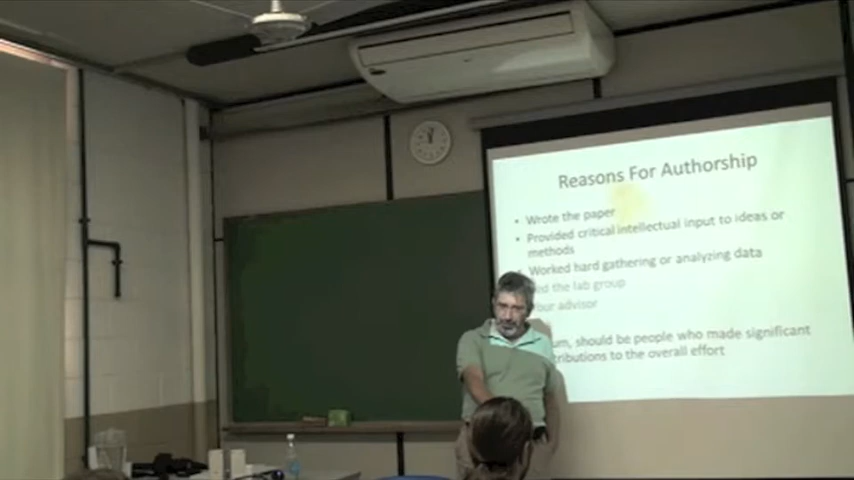 Reasons For Authorship
• Wrote the paper
• Provided critical intellectual input to ideas or
methods
Worked hard gathering or analyzing data
the lab group
your advisor
should be people who made significant
to the overall effort